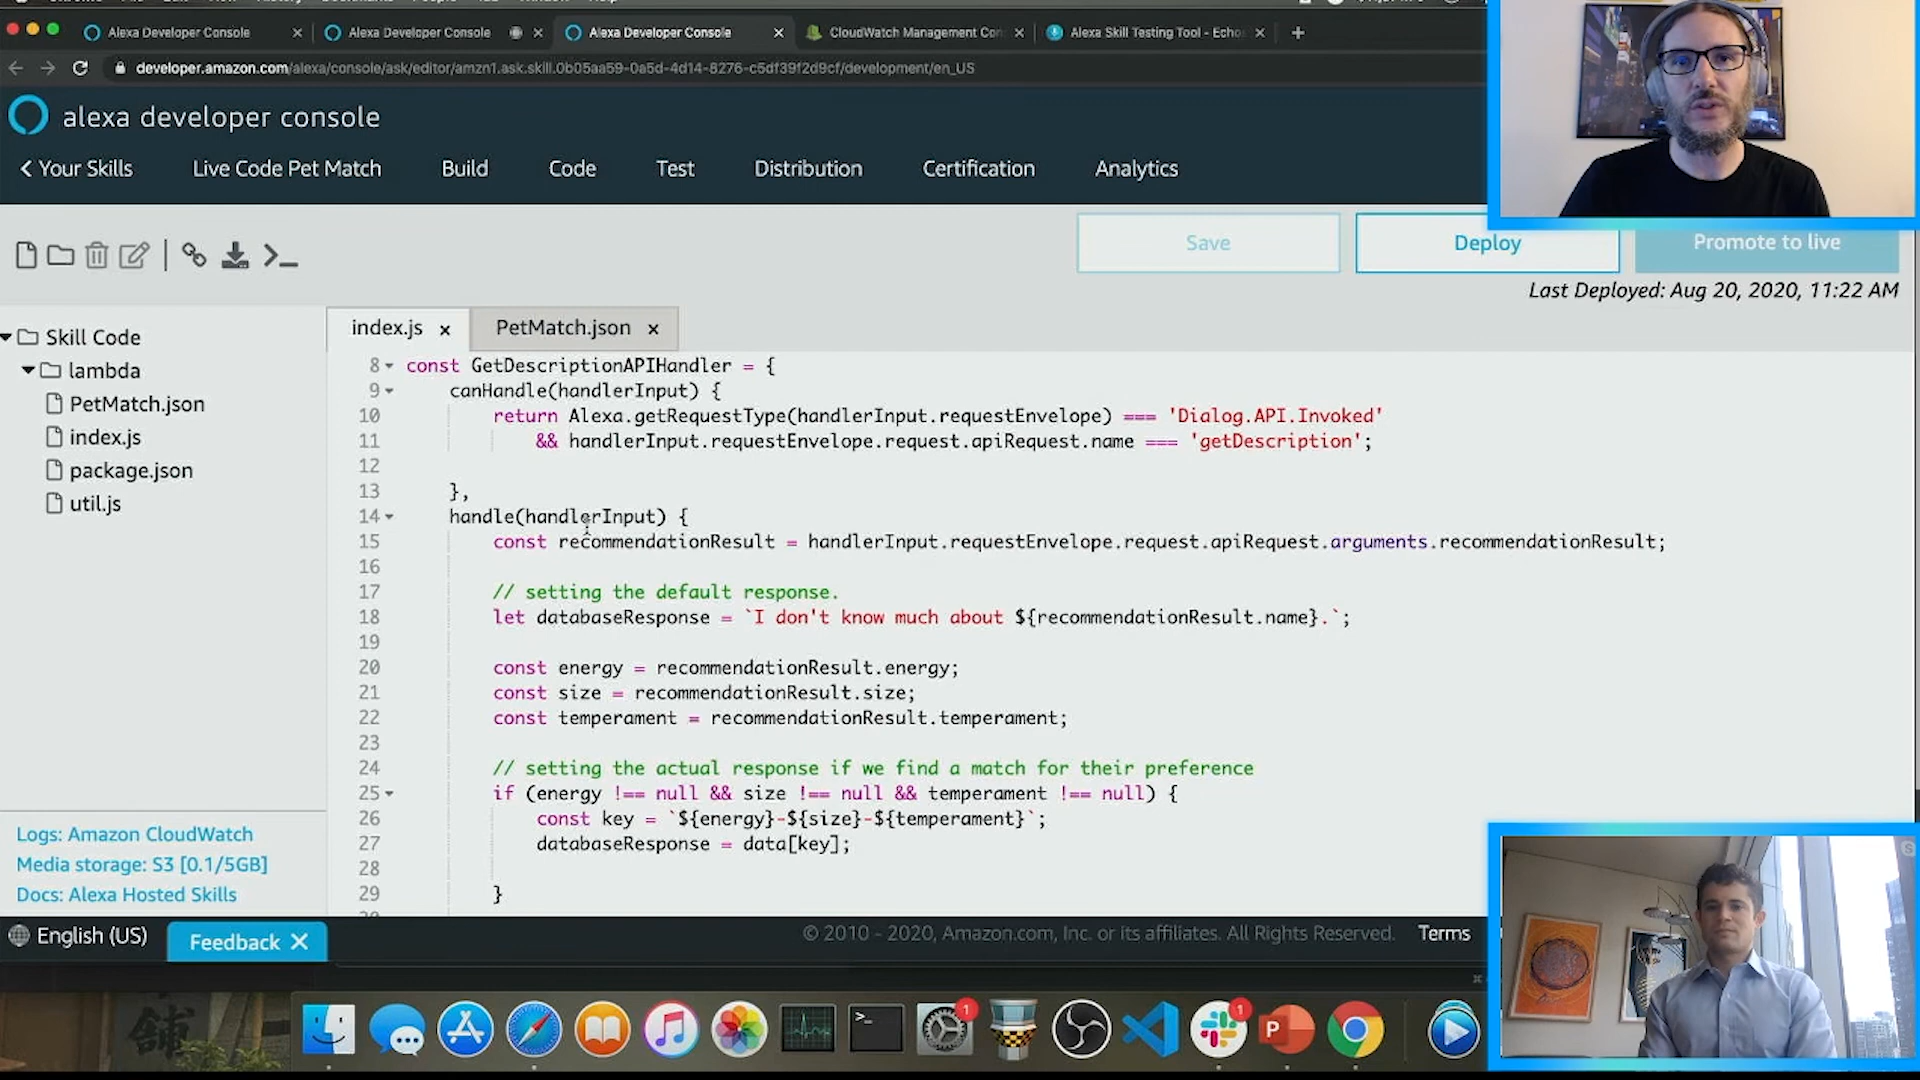 Alexa Developer Console
Alexa Developer Console
Alexa Developer Console
CloudWatch Management Con
Alexa Skill Testing Tool - Echo
developer.amazon.com/alexa/console/ask/editor/amzn1.ask.skill.0b05aa59-0a5d-4d14-8276-c5df39f2d9cf/development/en_US
alexa developer console
Your Skills
Live Code Pet Match
Build
Code
Test
Distribution
Certification
Analytics
Save
Deploy
Promote to live
Last Deployed: Aug 20, 2020, 11:22 AM
Skill Code
lambda
PetMatch.json
index.js
package.json
util.js
index.js
PetMatch.json
8 const GetDescriptionAPIHandler = {
9 canHandle(handlerInput) {
10 return Alexa.getRequestType(handlerInput.requestEnvelope) === 'Dialog.API.Invoked'
11 && handlerInput.requestEnvelope.request.apiRequest.name === 'getDescription';
12
13 },
14 handle(handlerInput) {
15 const recommendationResult = handlerInput.requestEnvelope.request.apiRequest.arguments.recommendationResult;
16
17 // setting the default response.
18 let databaseResponse = `I don't know much about ${recommendationResult.name}.`;
19
20 const energy = recommendationResult.energy;
21 const size = recommendationResult.size;
22 const temperament = recommendationResult.temperament;
23
24 // setting the actual response if we find a match for their preference
25 if (energy !== null && size !== null && temperament !== null) {
26 const key = `${energy}-${size}-${temperament}`;
27 databaseResponse = data[key];
28
29 }
Logs: Amazon CloudWatch
Media storage: S3 [0.1/5GB]
Docs: Alexa Hosted Skills
English (US)
Feedback
© 2010 - 2020, Amazon.com, Inc. or its affiliates. All Rights Reserved.
Terms
1
1
P